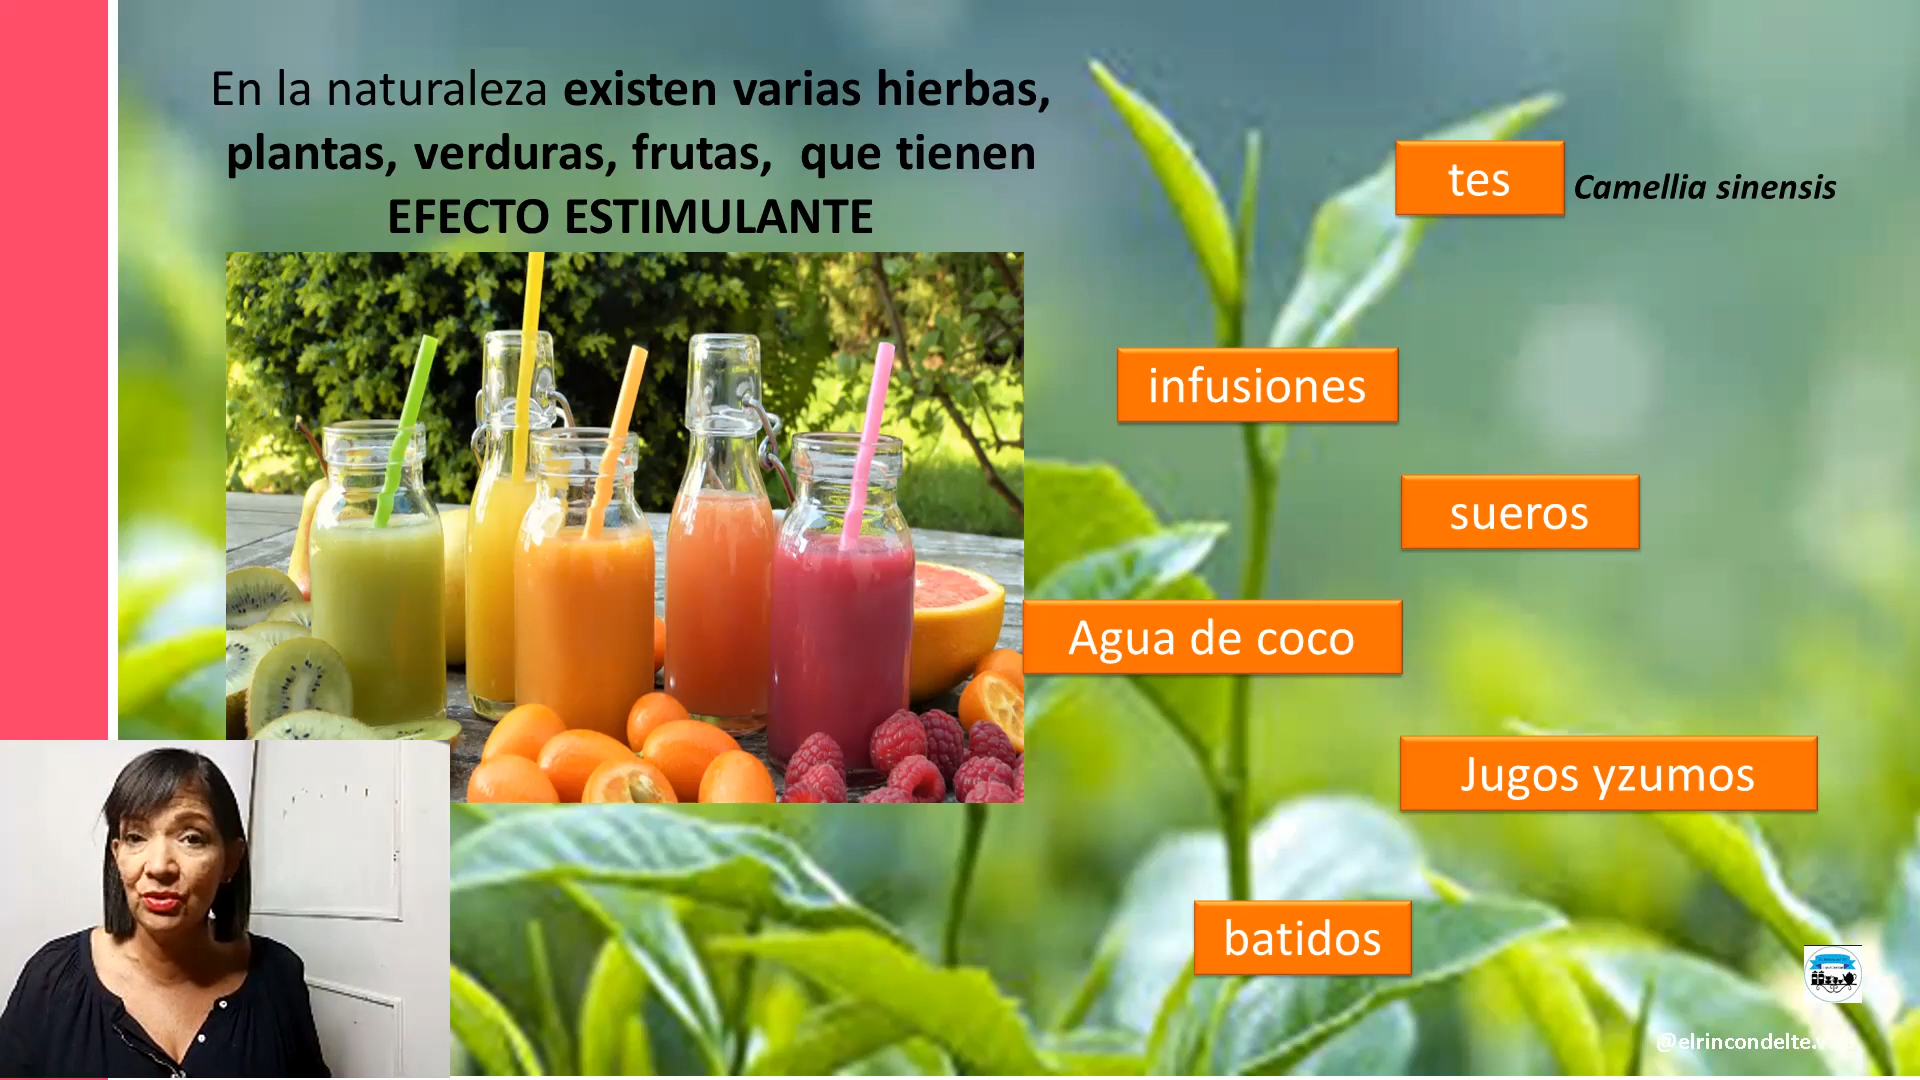 En la naturaleza existen varias hierbas,
plantas, verduras, frutas, que tienen
EFECTO ESTIMULANTE
tes
Camellia sinensis
infusiones
sueros
Agua de coco
Jugos yzumos
batidos